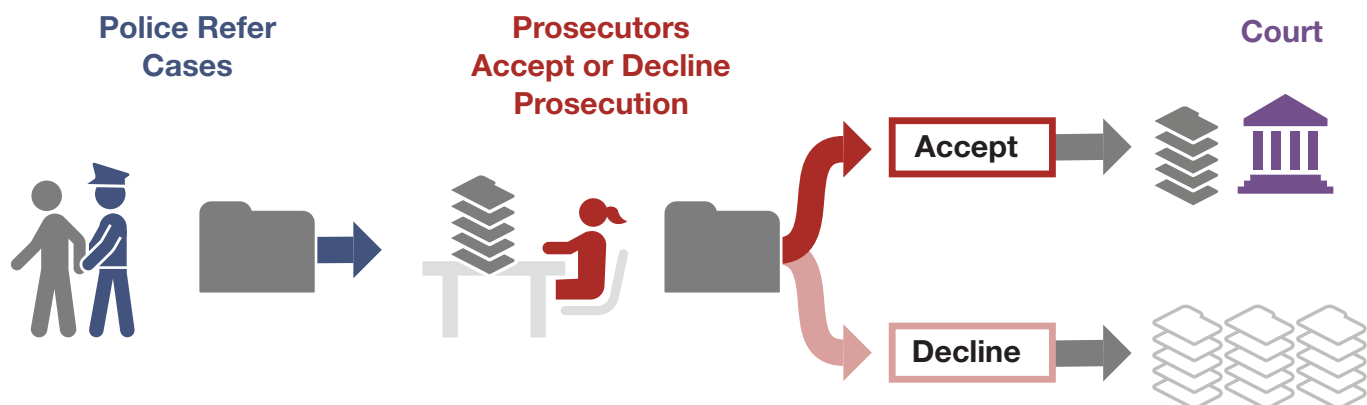 Police Refer
Cases
Prosecutors
Accept or Decline
Prosecution
Court
Accept
Decline